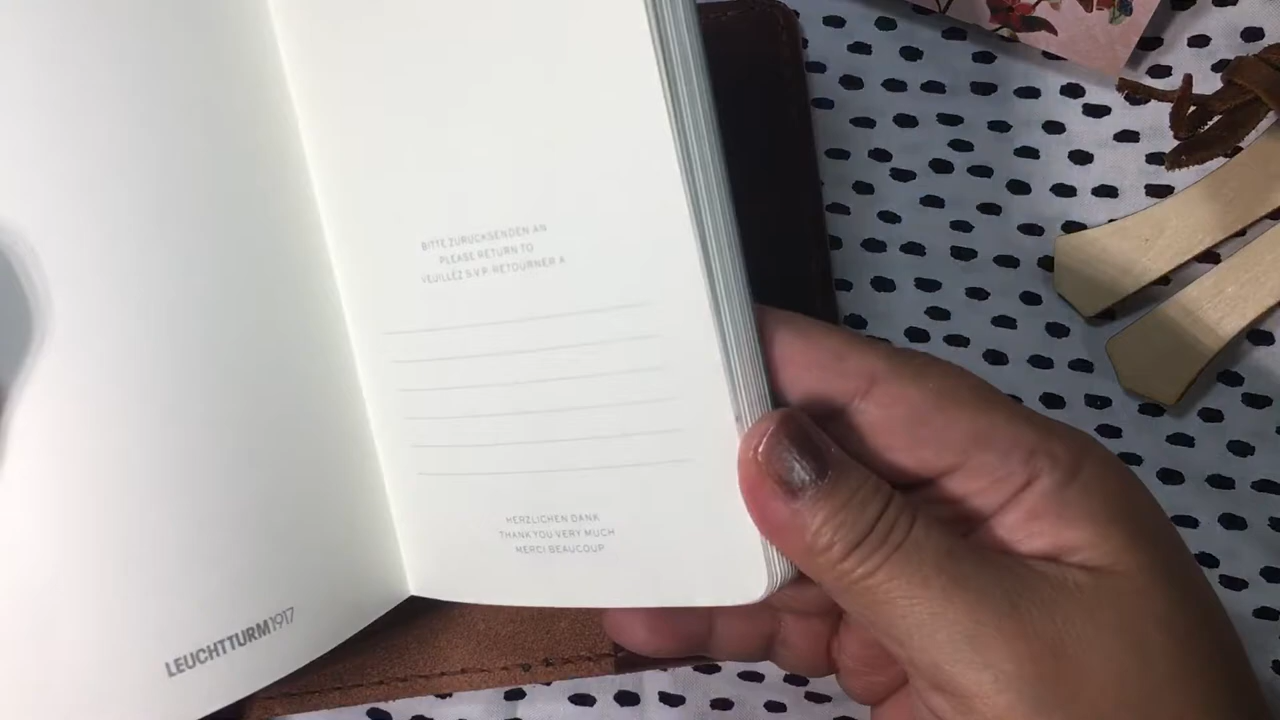 LEUCHTTURM1917
BITTE ZURÜCKSENDEN AN
PLEASE RETURN TO
VEUILLEZ S.V.P. RETOURNER A
HERZLICHEN DANK
THANK YOU VERY MUCH
MERCI BEAUCOUP